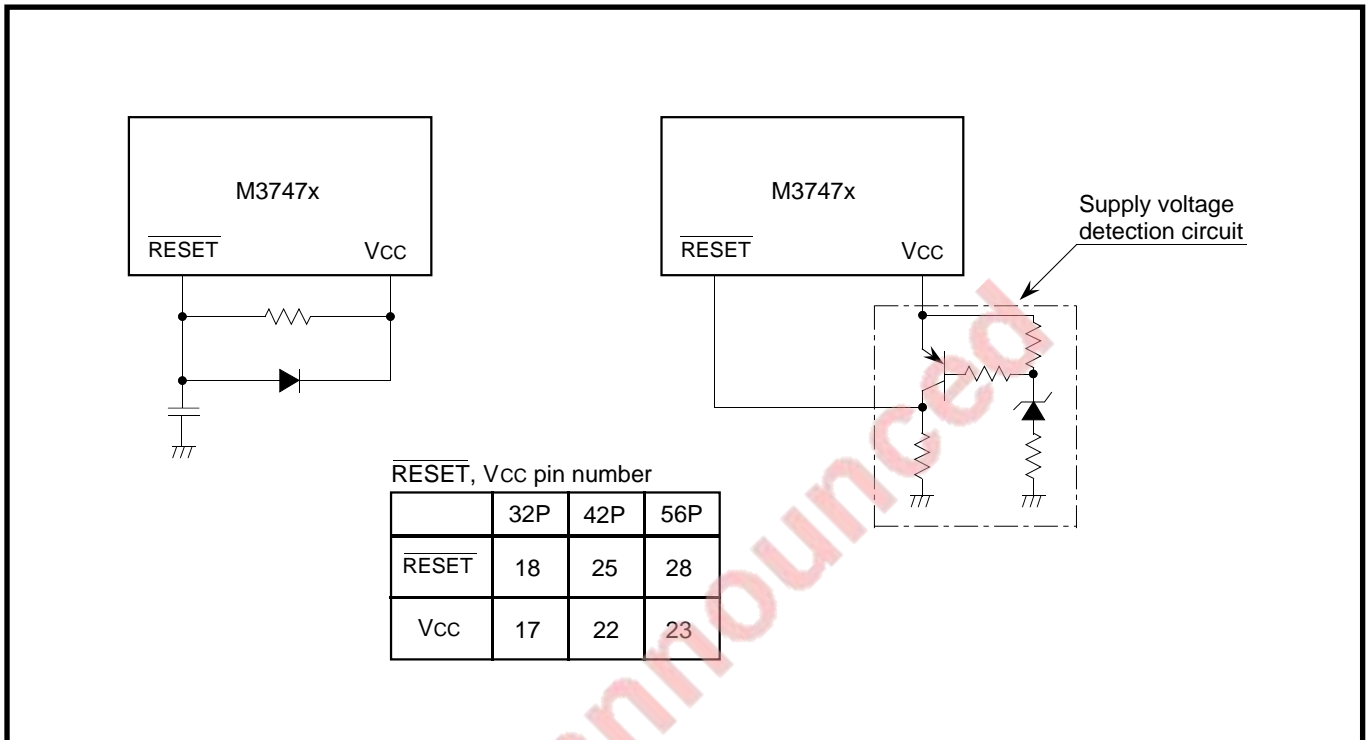 M3747x
RESET VCC
M3747x
RESET VCC
Supply voltage
detection circuit
RESET, VCC pin number
32P 42P 56P
RESET 18 25 28
VCC 17 22 23
nnounced